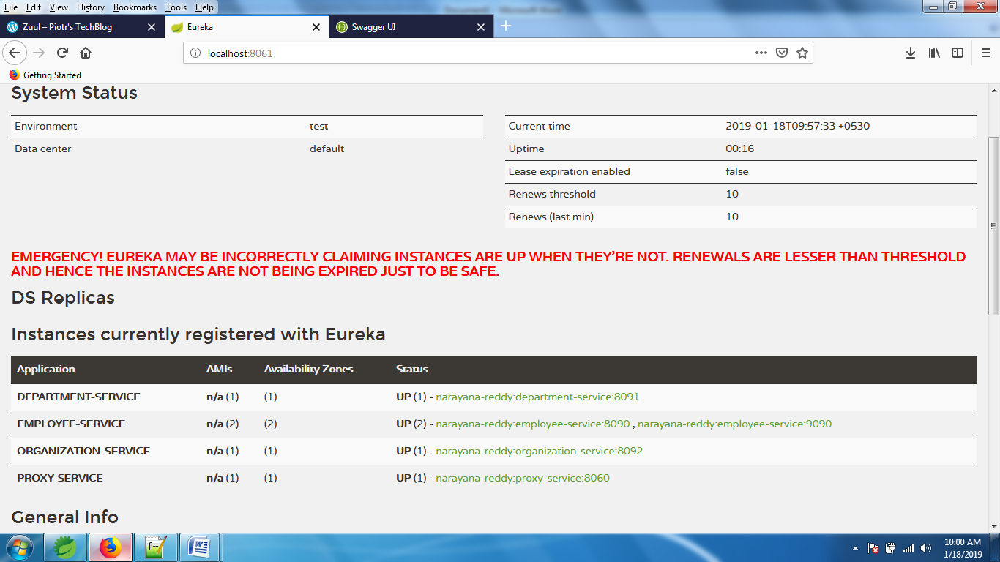 File Edit View History Bookmarks Tools Help
Zuul – Piotr's TechBlog Eureka Swagger UI
localhost:8061
Getting Started
System Status
Environment test
Data center default
Current time 2019-01-18T09:57:33 +0530
Uptime 00:16
Lease expiration enabled false
Renews threshold 10
Renews (last min) 10
EMERGENCY! EUREKA MAY BE INCORRECTLY CLAIMING INSTANCES ARE UP WHEN THEY'RE NOT. RENEWALS ARE LESSER THAN THRESHOLD
AND HENCE THE INSTANCES ARE NOT BEING EXPIRED JUST TO BE SAFE.
DS Replicas
Instances currently registered with Eureka
Application AMIs Availability Zones Status
DEPARTMENT-SERVICE n/a (1) (1) UP (1) - narayana-reddy:department-service:8091
EMPLOYEE-SERVICE n/a (2) (2) UP (2) - narayana-reddy:employee-service:8090 , narayana-reddy:employee-service:9090
ORGANIZATION-SERVICE n/a (1) (1) UP (1) - narayana-reddy:organization-service:8092
PROXY-SERVICE n/a (1) (1) UP (1) - narayana-reddy:proxy-service:8060
General Info
10:00 AM
1/18/2019